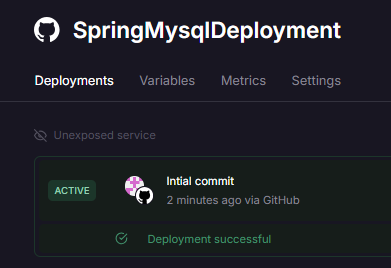 SpringMysqlDeployment
Deployments Variables Metrics Settings
Unexposed service
ACTIVE
Intial commit
2 minutes ago via GitHub
Deployment successful